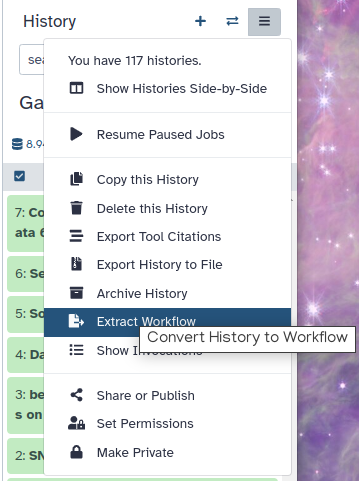 History
sea
You have 117 histories.
Show Histories Side-by-Side
Ga
Resume Paused Jobs
8.9
Copy this History
Delete this History
7: Co
ata 6
Export Tool Citations
Export History to File
6: Se
Archive History
5: So
Extract Workflow
Convert History to Workflow
4: Da
Show Invocations
3: be
s on
Share or Publish
Set Permissions
2: SN
Make Private